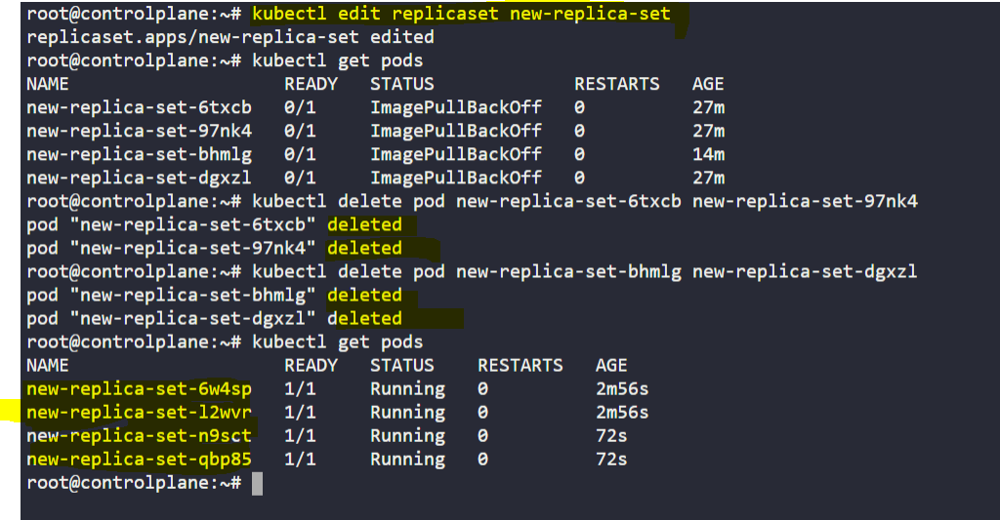 root@controlplane:~# kubectl edit replicaset new-replica-set
replicaset.apps/new-replica-set edited
root@controlplane:~# kubectl get pods
NAME READY STATUS RESTARTS AGE
new-replica-set-6txcb 0/1 ImagePullBackOff 0 27m
new-replica-set-97nk4 0/1 ImagePullBackOff 0 27m
new-replica-set-bhmlg 0/1 ImagePullBackOff 0 14m
new-replica-set-dgxzl 0/1 ImagePullBackOff 0 27m
root@controlplane:~# kubectl delete pod new-replica-set-6txcb new-replica-set-97nk4
pod "new-replica-set-6txcb" deleted
pod "new-replica-set-97nk4" deleted
root@controlplane:~# kubectl delete pod new-replica-set-bhmlg new-replica-set-dgxzl
pod "new-replica-set-bhmlg" deleted
pod "new-replica-set-dgxzl" deleted
root@controlplane:~# kubectl get pods
NAME READY STATUS RESTARTS AGE
new-replica-set-6w4sp 1/1 Running 0 2m56s
new-replica-set-l2wvr 1/1 Running 0 2m56s
new-replica-set-n9sct 1/1 Running 0 72s
new-replica-set-qbp85 1/1 Running 0 72s
root@controlplane:~#